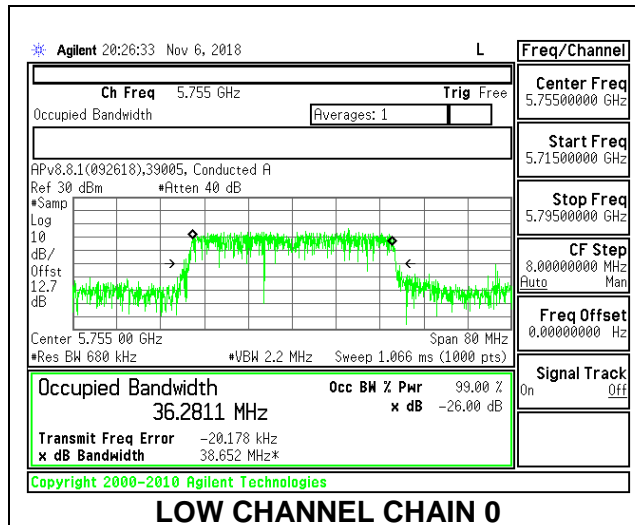 Agilent 20:26:33 Nov 6, 2018 L
Freq/Channel
Ch Freq 5.755 GHz Trig Free
Occupied Bandwidth Averages: 1
APv8.8.1(092618),39005, Conducted A
Ref 30 dBm #Atten 40 dB
#Samp
Log
10
dB/
Offst
12.7
dB
Center 5.755 00 GHz Span 80 MHz
#Res BW 680 kHz #VBW 2.2 MHz Sweep 1.066 ms (1000 pts)
Occupied Bandwidth Occ BW % Pwr 99.00 %
36.2811 MHz x dB -26.00 dB
Transmit Freq Error -20.178 kHz
x dB Bandwidth 38.652 MHz*
Copyright 2000-2010 Agilent Technologies
Center Freq
5.75500000 GHz
Start Freq
5.71500000 GHz
Stop Freq
5.79500000 GHz
CF Step
8.00000000 MHz
Auto Man
Freq Offset
0.00000000 Hz
Signal Track
On Off
LOW CHANNEL CHAIN 0